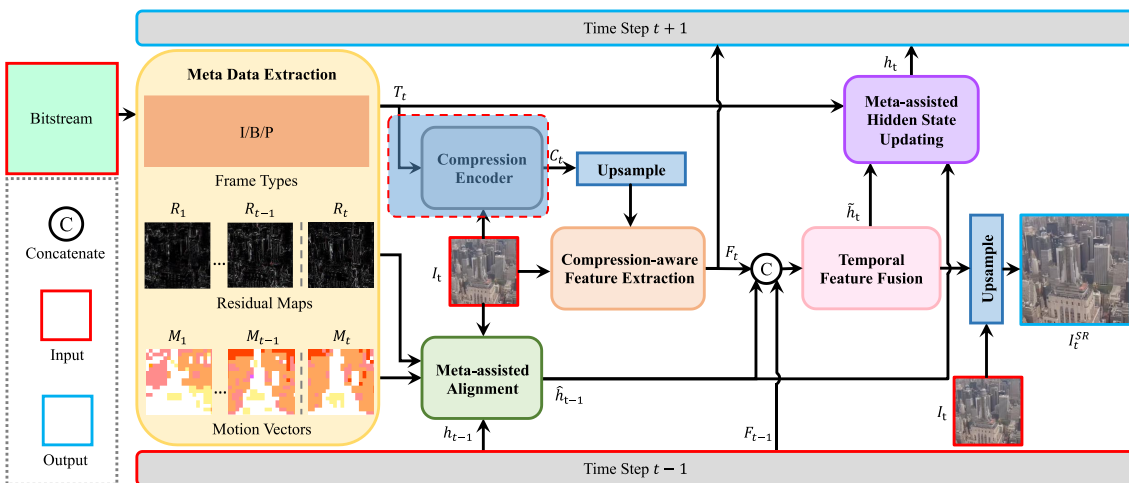 Time Step t + 1
Meta Data Extraction
Bitstream
I/B/P
Frame Types
T_t
h_t
Meta-assisted
Hidden State
Updating
Compression
Encoder
C_t
Upsample
C
Concatenate
R_1
R_{t−1}
R_t
...
Residual Maps
I_t
Compression-aware
Feature Extraction
F_t
C
h̃_t
Temporal
Feature Fusion
Upsample
I_t^{SR}
Input
M_1
M_{t−1}
M_t
...
Motion Vectors
Meta-assisted
Alignment
ĥ_{t−1}
h_{t−1}
F_{t−1}
I_t
Output
Time Step t − 1